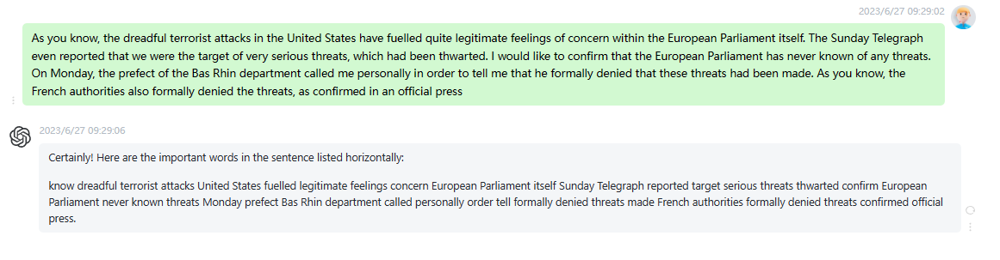 2023/6/27 09:29:02
As you know, the dreadful terrorist attacks in the United States have fuelled quite legitimate feelings of concern within the European Parliament itself. The Sunday Telegraph
even reported that we were the target of very serious threats, which had been thwarted. I would like to confirm that the European Parliament has never known of any threats.
On Monday, the prefect of the Bas Rhin department called me personally in order to tell me that he formally denied that these threats had been made. As you know, the
French authorities also formally denied the threats, as confirmed in an official press
2023/6/27 09:29:06
Certainly! Here are the important words in the sentence listed horizontally:
know dreadful terrorist attacks United States fuelled legitimate feelings concern European Parliament itself Sunday Telegraph reported target serious threats thwarted confirm European
Parliament never known threats Monday prefect Bas Rhin department called personally order tell formally denied threats made French authorities formally denied threats confirmed official
press.